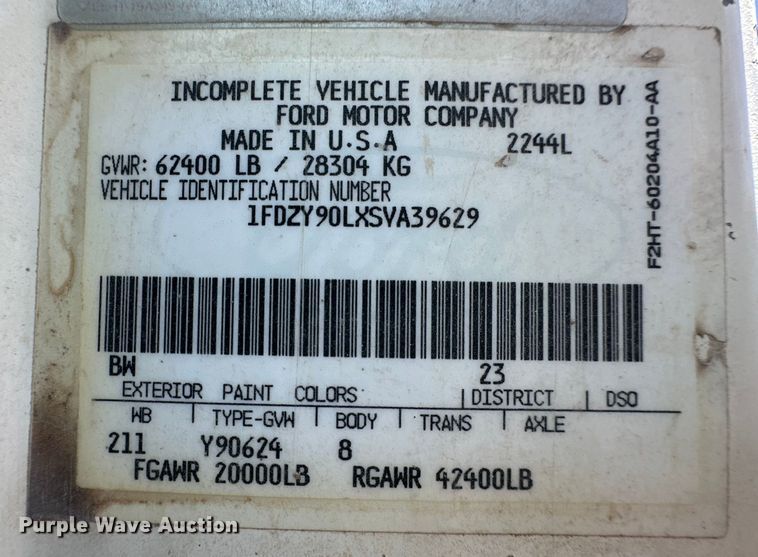 INCOMPLETE VEHICLE MANUFACTURED BY
FORD MOTOR COMPANY
MADE IN U.S.A 2244L
GVWR: 62400 LB / 28304 KG
VEHICLE IDENTIFICATION NUMBER
1FDZY90LXSVA39629
F2HT-60204A10-AA
BW 23
EXTERIOR PAINT COLORS | DISTRICT | DSO
WB | TYPE-GVW | BODY | TRANS | AXLE
211 Y90624 8
FGAWR 20000LB RGAWR 42400LB
Purple Wave Auction